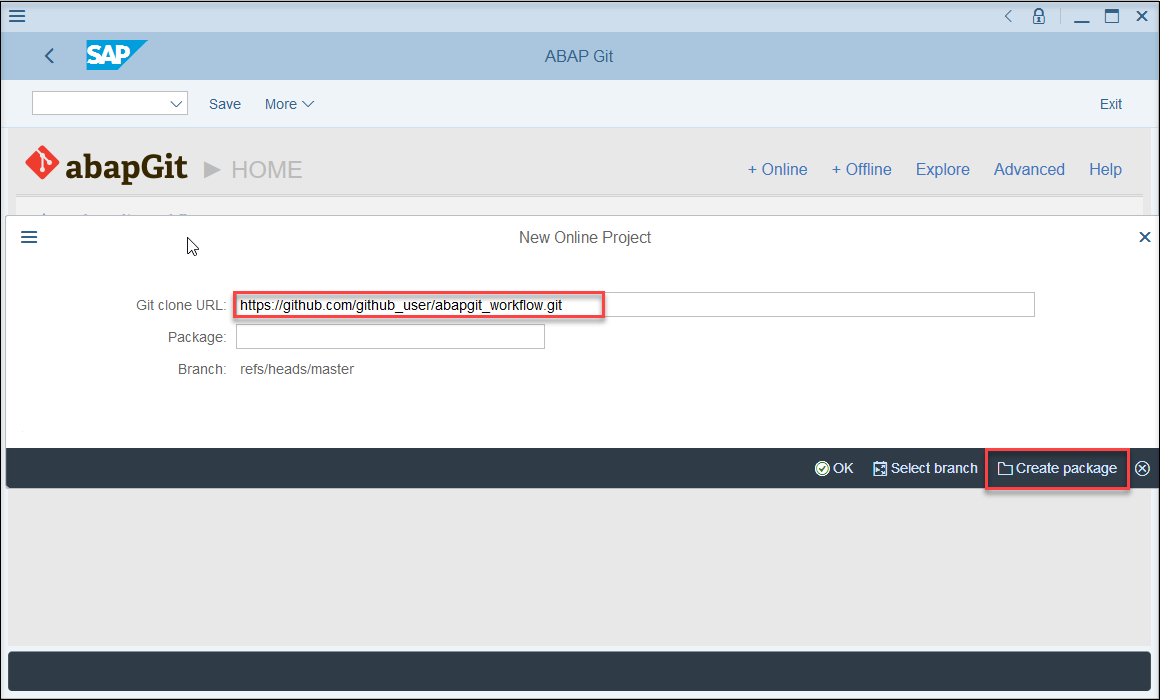 SAP ABAP Git
Save More Exit
abapGit HOME + Online + Offline Explore Advanced Help
New Online Project
Git clone URL: https://github.com/github_user/abapgit_workflow.git
Package:
Branch: refs/heads/master
OK Select branch Create package